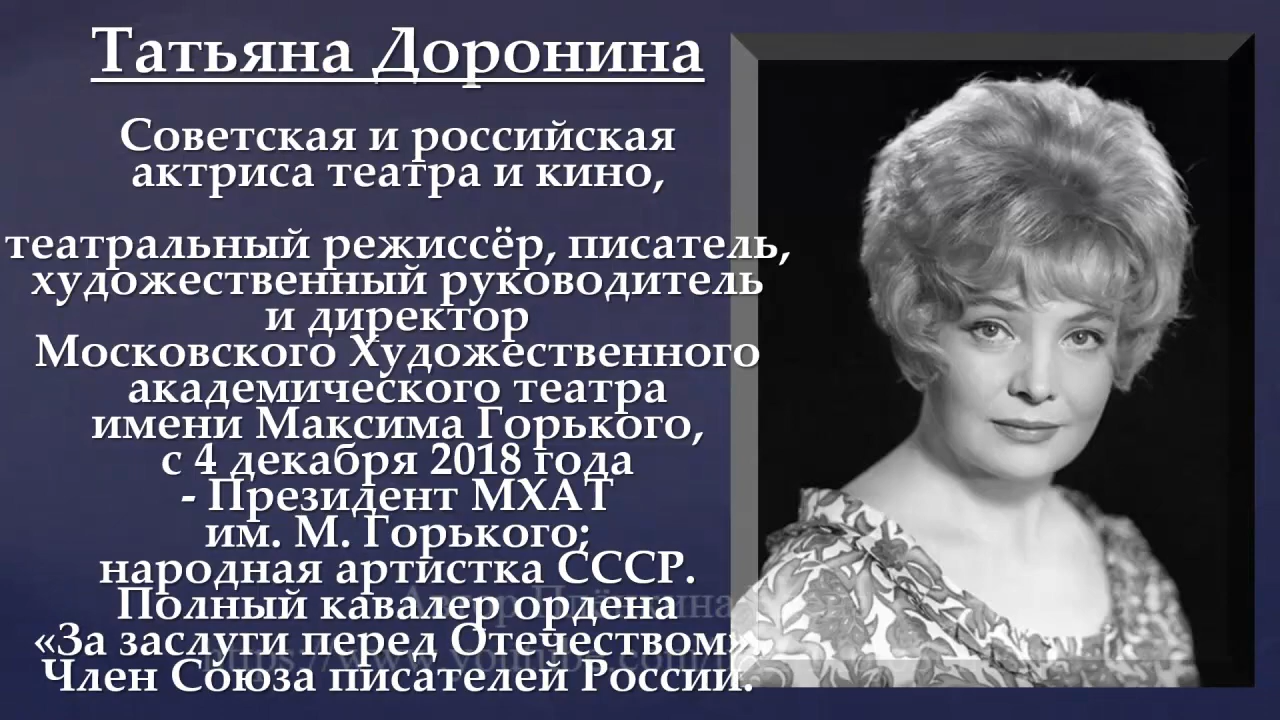 Татьяна Доронина
Советская и российская
актриса театра и кино,
театральный режиссёр, писатель,
художественный руководитель
и директор
Московского Художественного
академического театра
имени Максима Горького,
с 4 декабря 2018 года
- Президент МХАТ
им. М. Горького;
народная артистка СССР.
Полный кавалер ордена
«За заслуги перед Отечеством».
Член Союза писателей России.